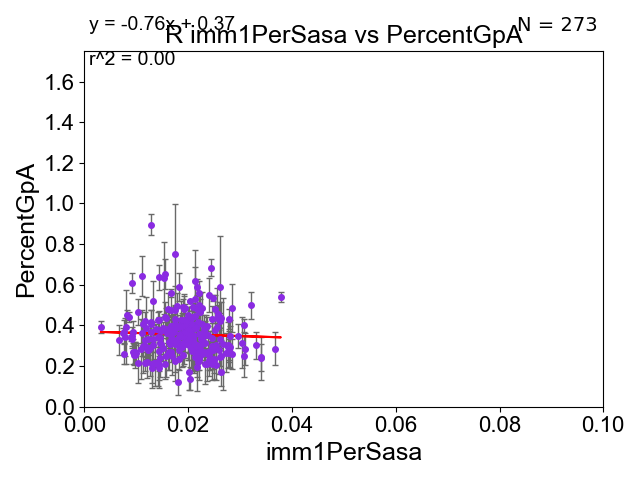 y = -0.76x + 0.37
N = 273
R imm1PerSasa vs PercentGpA
r^2 = 0.00
1.6
1.4
1.2
1.0
0.8
0.6
0.4
0.2
0.0
PercentGpA
0.00 0.02 0.04 0.06 0.08 0.10
imm1PerSasa